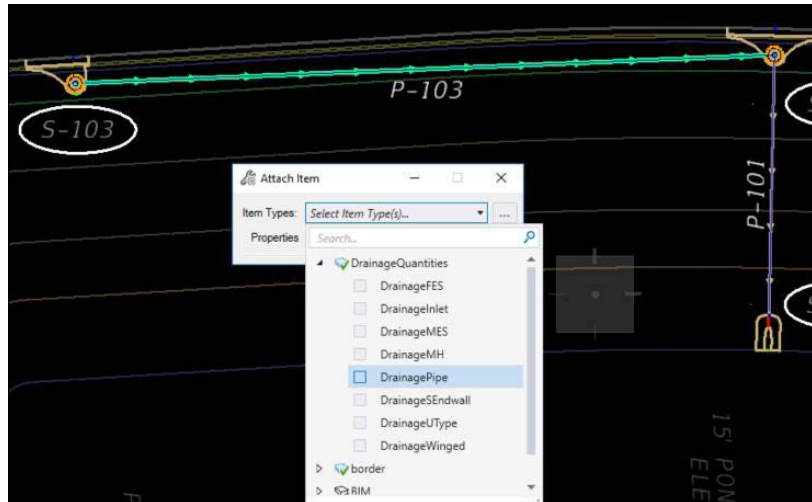 P-103
S-103
Attach Item
Item Types: Select Item Type(s)... ...
Properties
Search...
DrainageQuantities
DrainageFES
DrainageInlet
DrainageMES
DrainageMH
DrainagePipe
DrainageSEndwall
DrainageUType
DrainageWinged
border
BIM
P-101
S
S
15' PON
ELE
P